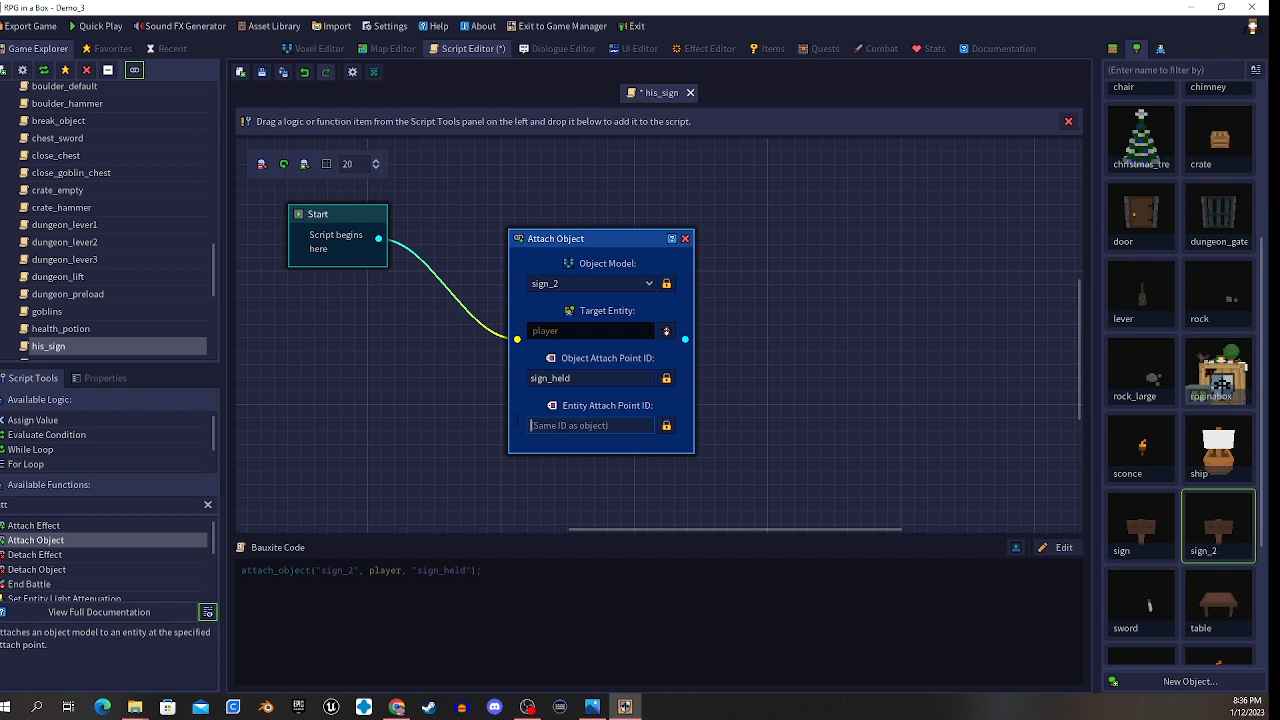 RPG in a Box - Demo_3
Export Game
Quick Play
Sound FX Generator
Asset Library
Import
Settings
Help
About
Exit to Game Manager
Exit
Game Explorer
Favorites
Recent
Voxel Editor
Map Editor
Script Editor (*)
Dialogue Editor
UI Editor
Effect Editor
Items
Quests
Combat
Stats
Documentation
(Enter name to filter by)
boulder_default
boulder_hammer
break_object
chest_sword
close_chest
close_goblin_chest
crate_empty
crate_hammer
dungeon_lever1
dungeon_lever2
dungeon_lever3
dungeon_lift
dungeon_preload
goblins
health_potion
his_sign
Script Tools
Properties
Available Logic:
Assign Value
Evaluate Condition
While Loop
For Loop
Available Functions:
tt
Attach Effect
Attach Object
Detach Effect
Detach Object
End Battle
Set Entity Light Attenuation
View Full Documentation
ttaches an object model to an entity at the specified
ttach point.
* his_sign
Drag a logic or function item from the Script Tools panel on the left and drop it below to add it to the script.
20
Start
Script begins
here
Attach Object
Object Model:
sign_2
Target Entity:
player
Object Attach Point ID:
sign_held
Entity Attach Point ID:
(Same ID as object)
Bauxite Code
Edit
attach_object("sign_2", player, "sign_held");
chair
chimney
christmas_tre
crate
door
dungeon_gate
lever
rock
rock_large
rpginabox
sconce
ship
sign
sign_2
sword
table
New Object...
8:36 PM
1/12/2023